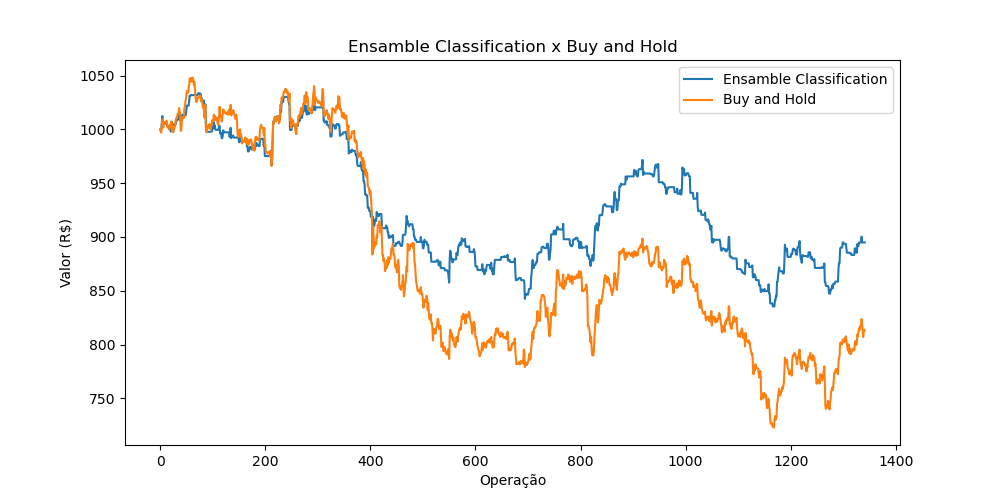 Ensamble Classification x Buy and Hold
Ensamble Classification
Buy and Hold
Valor (R$)
1050
1000
950
900
850
800
750
0 200 400 600 800 1000 1200 1400
Operação